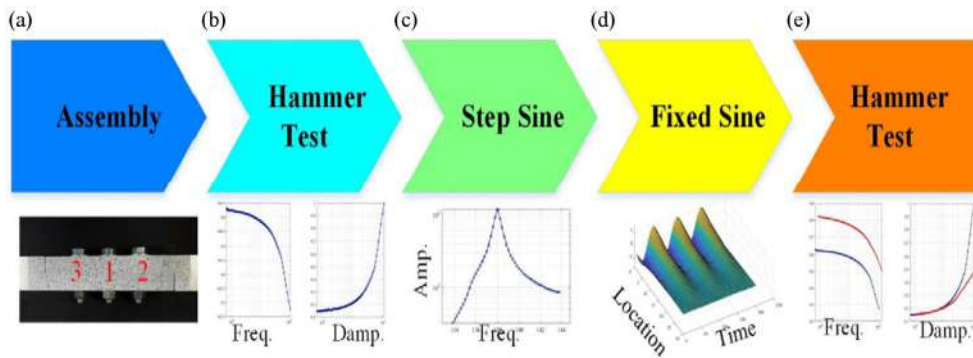 (a) (b) (c) (d) (e)
Assembly
Hammer
Test
Step Sine
Fixed Sine
Hammer
Test
3 1 2
Freq.
Damp.
Amp.
Freq.
Location
Time
Freq.
Damp.